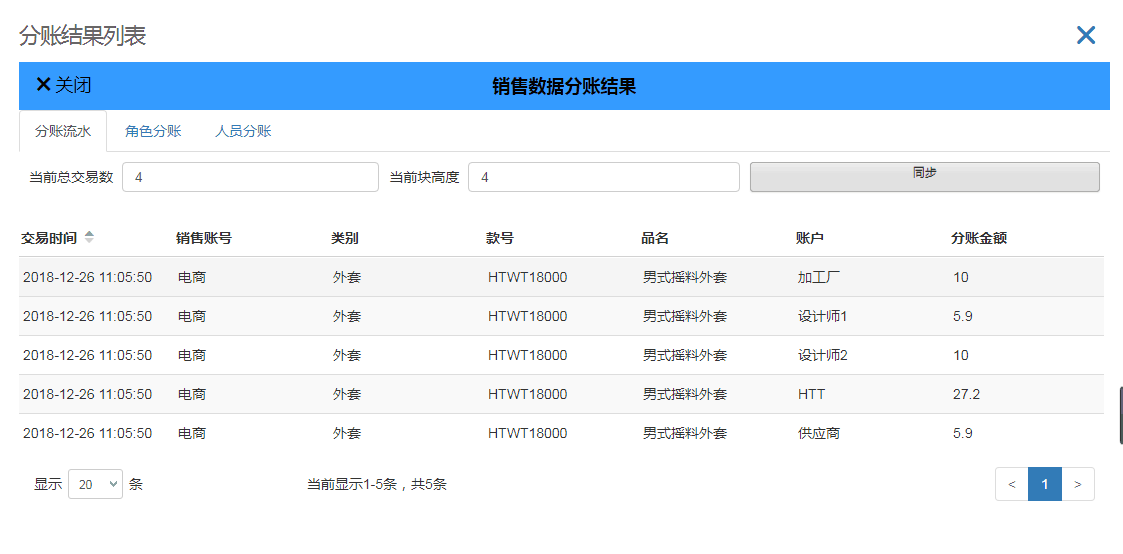 分账结果列表
关闭 销售数据分账结果
分账流水 角色分账 人员分账
当前总交易数 4 当前块高度 4 同步
交易时间 销售账号 类别 款号 品名 账户 分账金额
2018-12-26 11:05:50 电商 外套 HTWT18000 男式摇料外套 加工厂 10
2018-12-26 11:05:50 电商 外套 HTWT18000 男式摇料外套 设计师1 5.9
2018-12-26 11:05:50 电商 外套 HTWT18000 男式摇料外套 设计师2 10
2018-12-26 11:05:50 电商 外套 HTWT18000 男式摇料外套 HTT 27.2
2018-12-26 11:05:50 电商 外套 HTWT18000 男式摇料外套 供应商 5.9
显示 20 条 当前显示1-5条，共5条 < 1 >